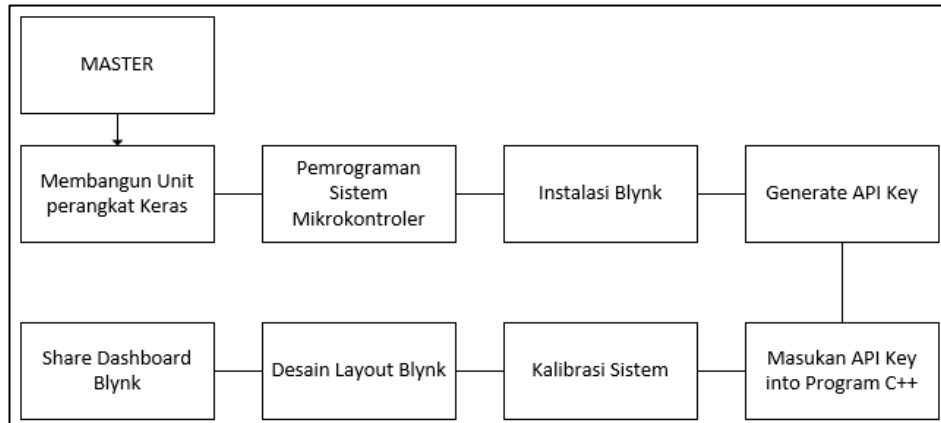 MASTER
Membangun Unit
perangkat Keras
Pemrograman
Sistem
Mikrokontroler
Instalasi Blynk
Generate API Key
Share Dashboard
Blynk
Desain Layout Blynk
Kalibrasi Sistem
Masukan API Key
into Program C++